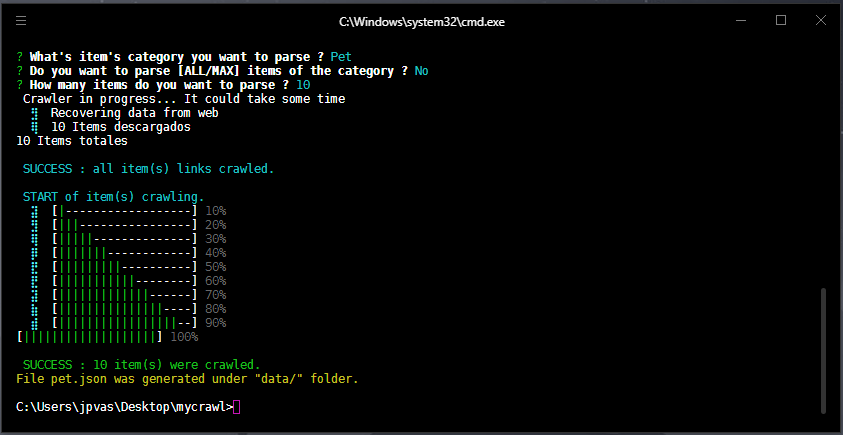 C:\Windows\system32\cmd.exe
? What's item's category you want to parse ? Pet
? Do you want to parse [ALL/MAX] items of the category ? No
? How many items do you want to parse ? 10
Crawler in progress... It could take some time
Recovering data from web
10 Items descargados
10 Items totales
SUCCESS : all item(s) links crawled.
START of item(s) crawling.
[|------------------] 10%
[|||----------------] 20%
[|||||--------------] 30%
[|||||||------------] 40%
[|||||||||----------] 50%
[|||||||||||--------] 60%
[|||||||||||||------] 70%
[|||||||||||||||----] 80%
[|||||||||||||||||--] 90%
[|||||||||||||||||||] 100%
SUCCESS : 10 item(s) were crawled.
File pet.json was generated under "data/" folder.
C:\Users\jpvas\Desktop\mycrawl>